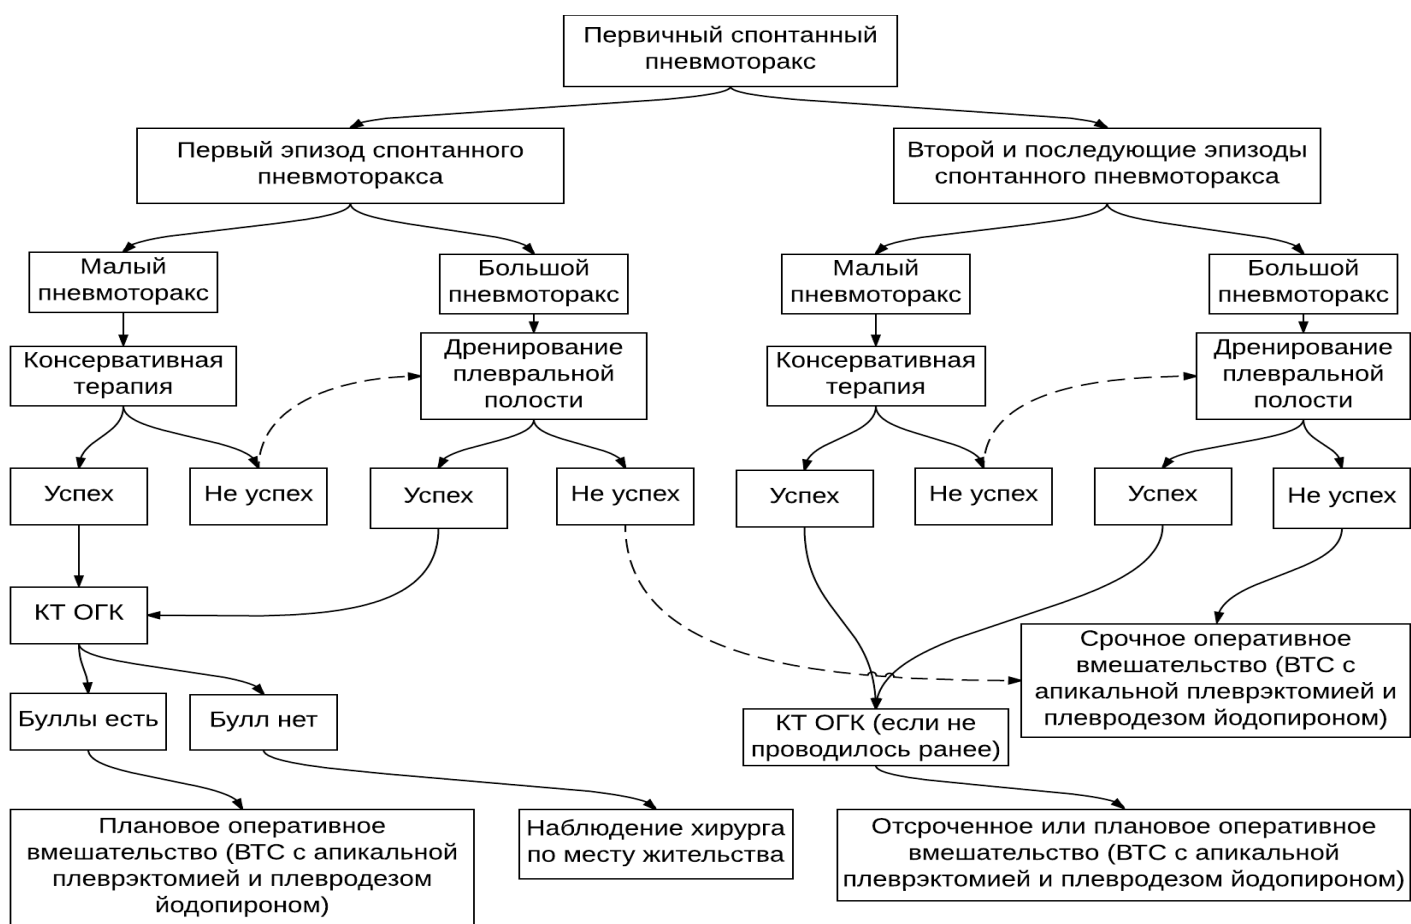 Первичный спонтанный
пневмоторакс
Первый эпизод спонтанного
пневмоторакса
Второй и последующие эпизоды
спонтанного пневмоторакса
Малый
пневмоторакс
Большой
пневмоторакс
Малый
пневмоторакс
Большой
пневмоторакс
Консервативная
терапия
Дренирование
плевральной
полости
Консервативная
терапия
Дренирование
плевральной
полости
Успех
Не успех
Успех
Не успех
Успех
Не успех
Успех
Не успех
КТ ОГК
Срочное оперативное
вмешательство (ВТС с
апикальной плеврэктомией и
плевродезом йодопироном)
Буллы есть
Булл нет
КТ ОГК (если не
проводилось ранее)
Плановое оперативное
вмешательство (ВТС с апикальной
плеврэктомией и плевродезом
йодопироном)
Наблюдение хирурга
по месту жительства
Отсроченное или плановое оперативное
вмешательство (ВТС с апикальной
плеврэктомией и плевродезом йодопироном)